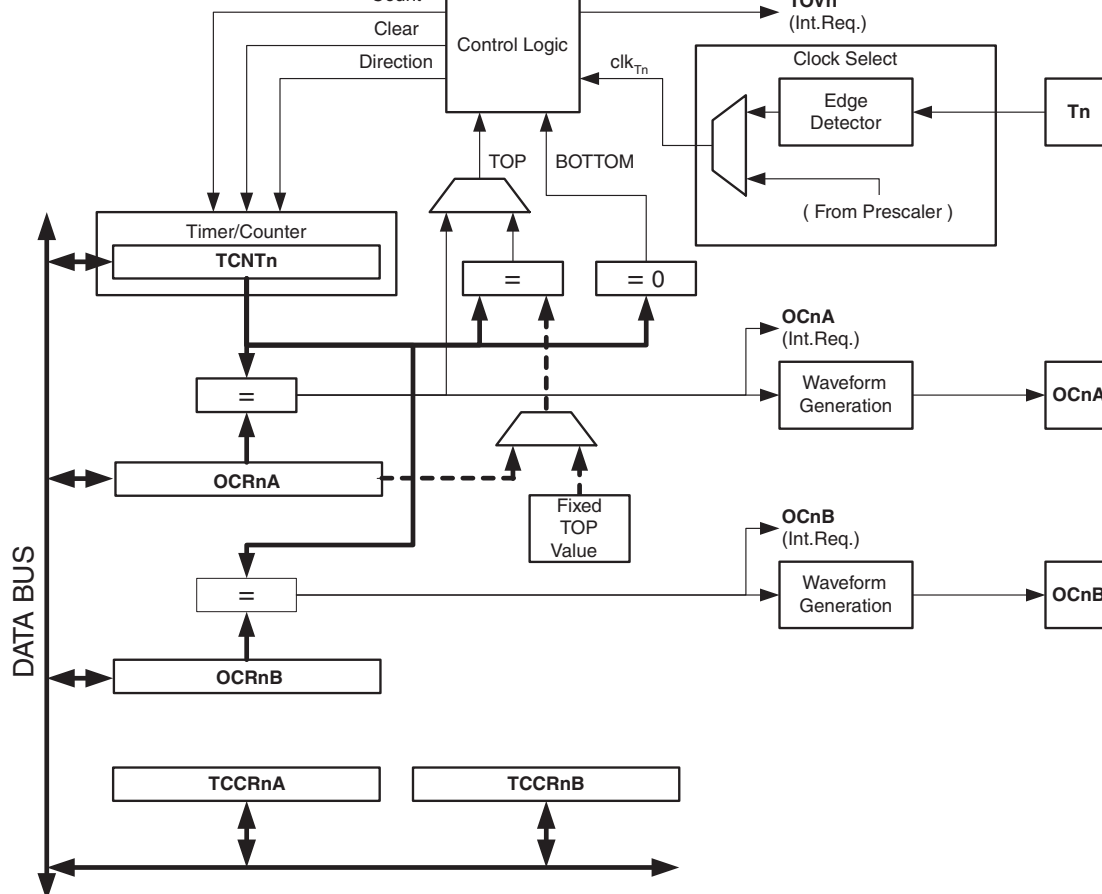 Count
TOVn
(Int.Req.)
Clear
Control Logic
Direction
clkTn
Clock Select
Edge
Detector
Tn
TOP
BOTTOM
( From Prescaler )
Timer/Counter
TCNTn
=
= 0
OCnA
(Int.Req.)
=
Waveform
Generation
OCnA
OCRnA
Fixed
TOP
Value
OCnB
(Int.Req.)
=
Waveform
Generation
OCnB
DATA BUS
OCRnB
TCCRnA
TCCRnB